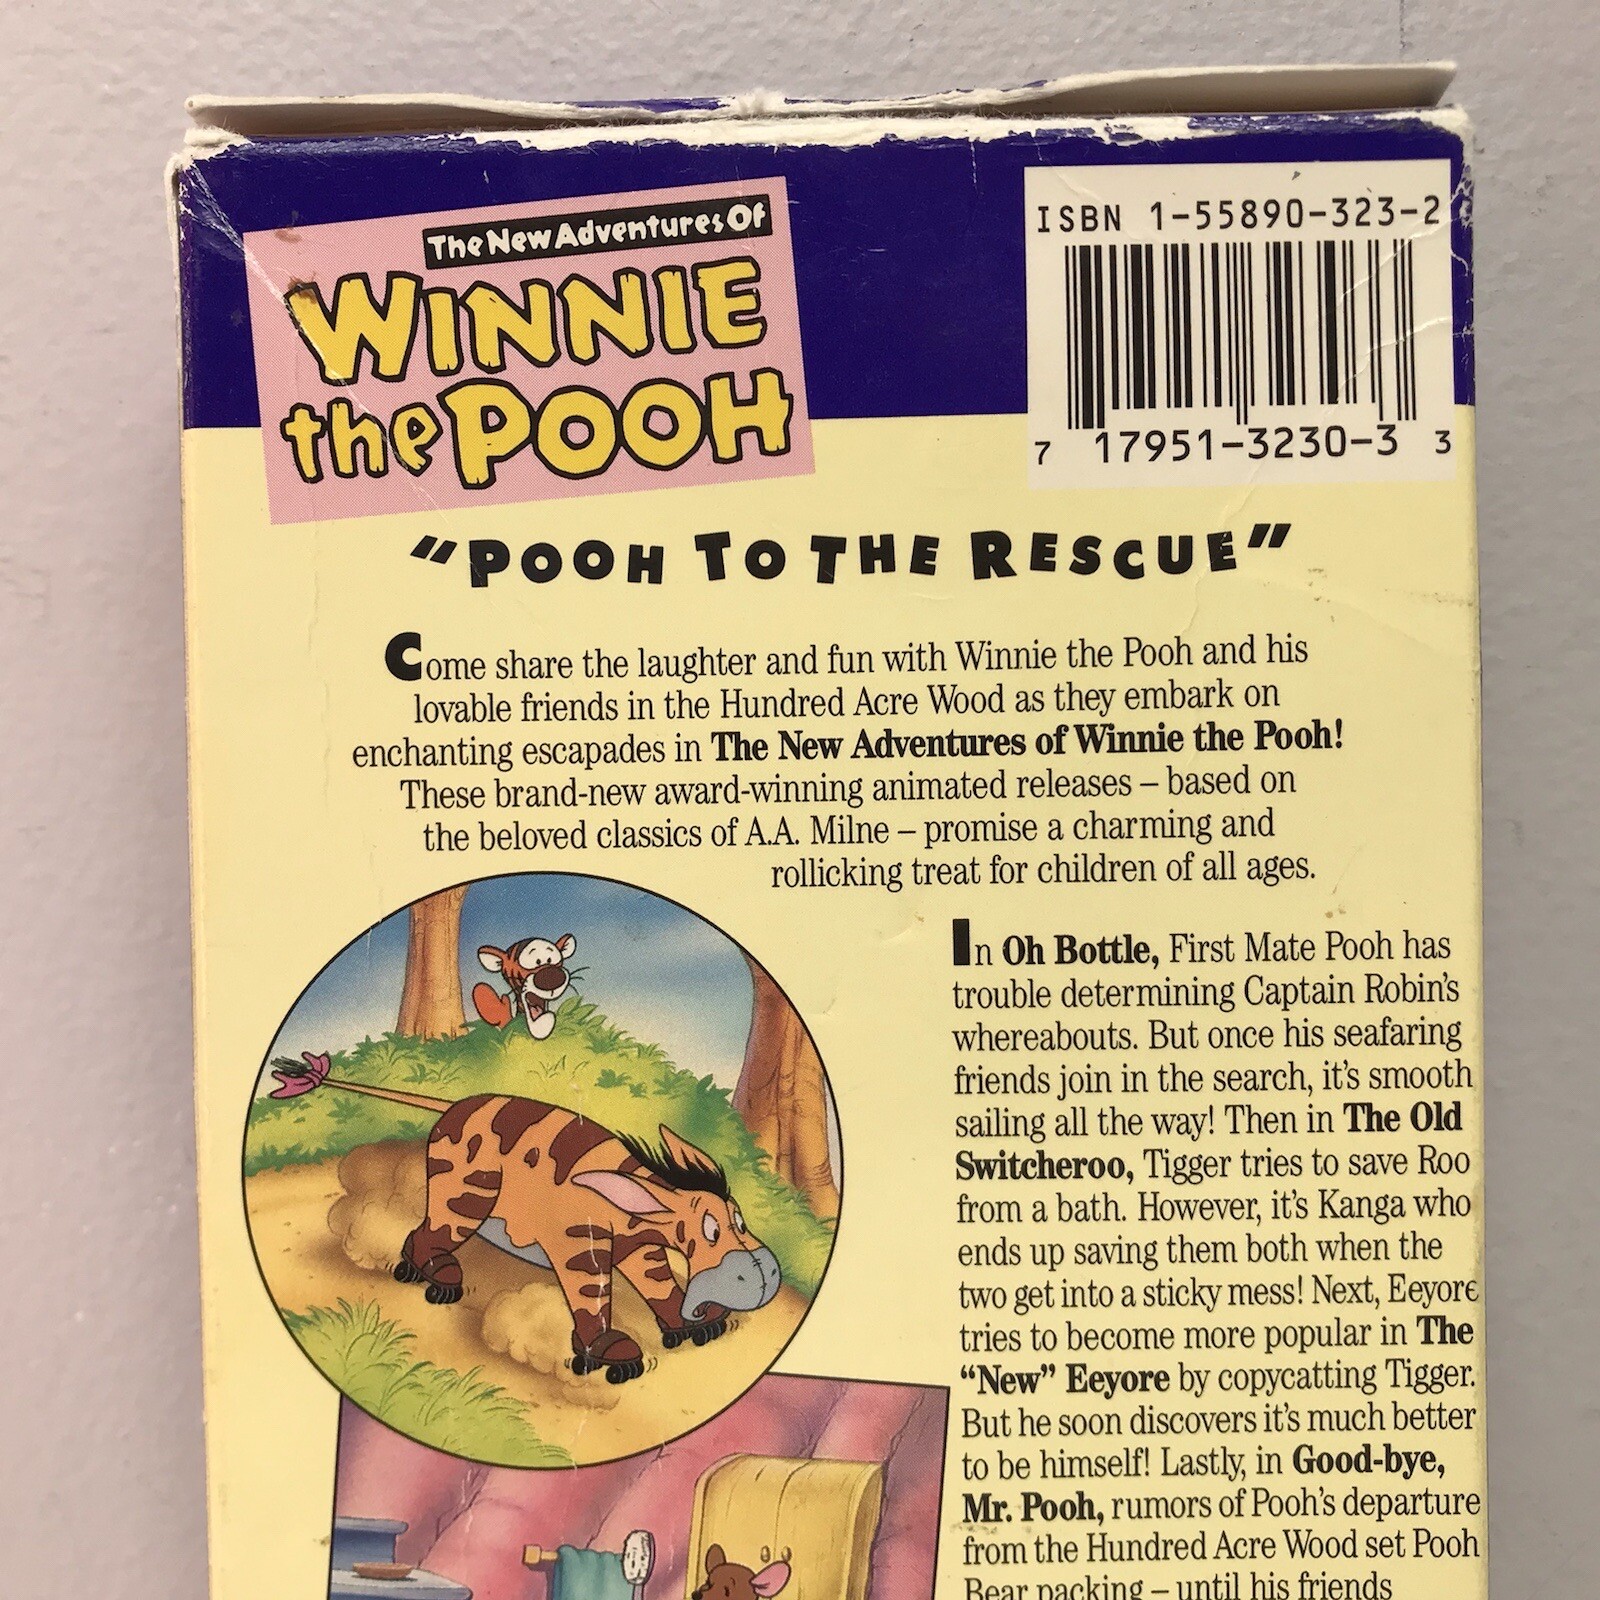 The New Adventures Of
WINNIE
the POOH
ISBN 1-55890-323-2
7 17951-3230-3 3
"POOH TO THE RESCUE"
Come share the laughter and fun with Winnie the Pooh and his
lovable friends in the Hundred Acre Wood as they embark on
enchanting escapades in The New Adventures of Winnie the Pooh!
These brand-new award-winning animated releases – based on
the beloved classics of A.A. Milne – promise a charming and
rollicking treat for children of all ages.
In Oh Bottle, First Mate Pooh has
trouble determining Captain Robin's
whereabouts. But once his seafaring
friends join in the search, it's smooth
sailing all the way! Then in The Old
Switcheroo, Tigger tries to save Roo
from a bath. However, it's Kanga who
ends up saving them both when the
two get into a sticky mess! Next, Eeyore
tries to become more popular in The
“New” Eeyore by copycatting Tigger.
But he soon discovers it's much better
to be himself! Lastly, in Good-bye,
Mr. Pooh, rumors of Pooh's departure
from the Hundred Acre Wood set Pooh
Bear packing – until his friends